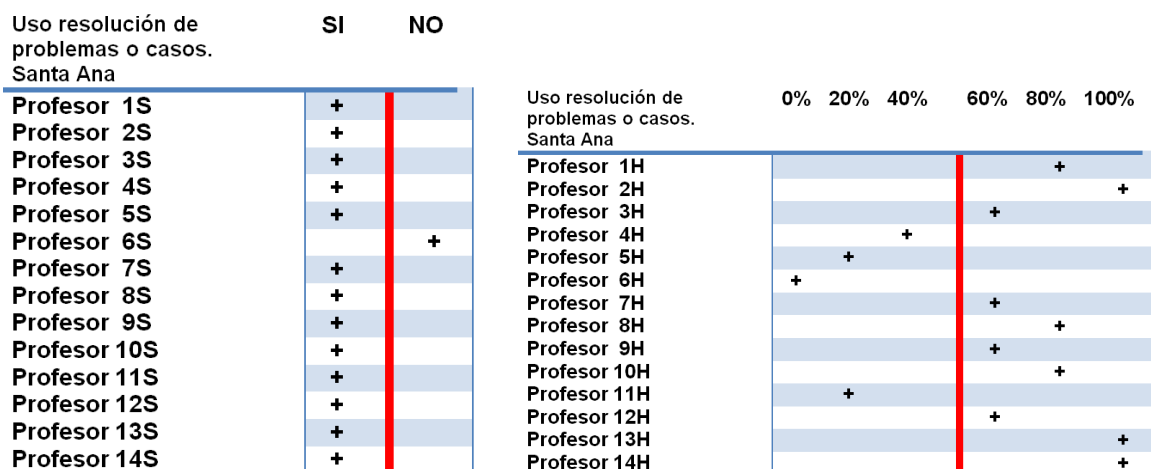 Uso resolución de SI NO
problemas o casos.
Santa Ana
Profesor 1S +
Profesor 2S +
Profesor 3S +
Profesor 4S +
Profesor 5S +
Profesor 6S +
Profesor 7S +
Profesor 8S +
Profesor 9S +
Profesor 10S +
Profesor 11S +
Profesor 12S +
Profesor 13S +
Profesor 14S +
Uso resolución de 0% 20% 40% 60% 80% 100%
problemas o casos.
Santa Ana
Profesor 1H +
Profesor 2H +
Profesor 3H +
Profesor 4H +
Profesor 5H +
Profesor 6H +
Profesor 7H +
Profesor 8H +
Profesor 9H +
Profesor 10H +
Profesor 11H +
Profesor 12H +
Profesor 13H +
Profesor 14H +